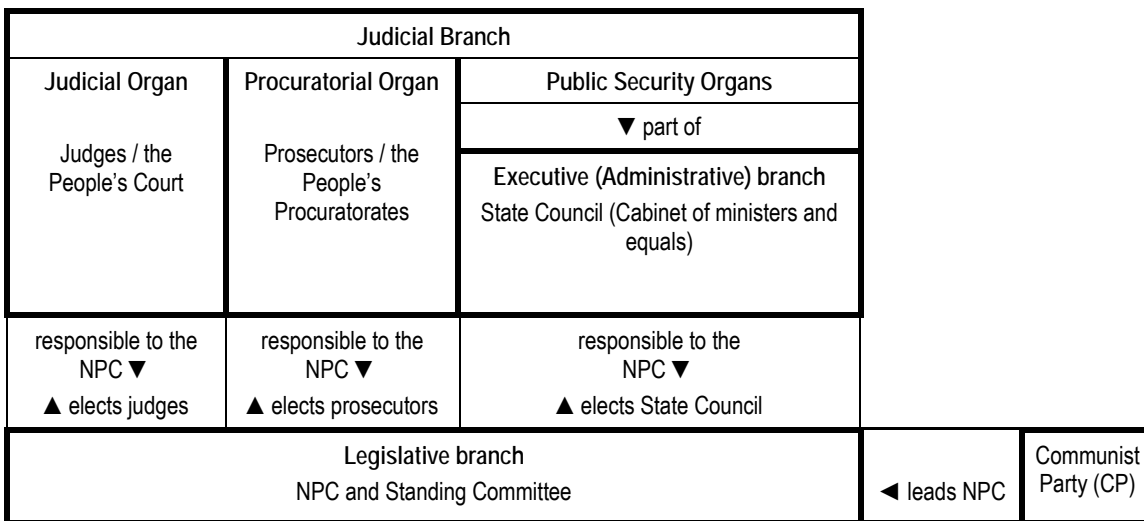 Judicial Branch
Judicial Organ
Judges / the
People's Court
Procuratorial Organ
Prosecutors / the
People's
Procuratorates
Public Security Organs
▼ part of
Executive (Administrative) branch
State Council (Cabinet of ministers and
equals)
responsible to the
NPC ▼
▲ elects judges
responsible to the
NPC ▼
▲ elects prosecutors
responsible to the
NPC ▼
▲ elects State Council
Legislative branch
NPC and Standing Committee
◄ leads NPC
Communist
Party (CP)